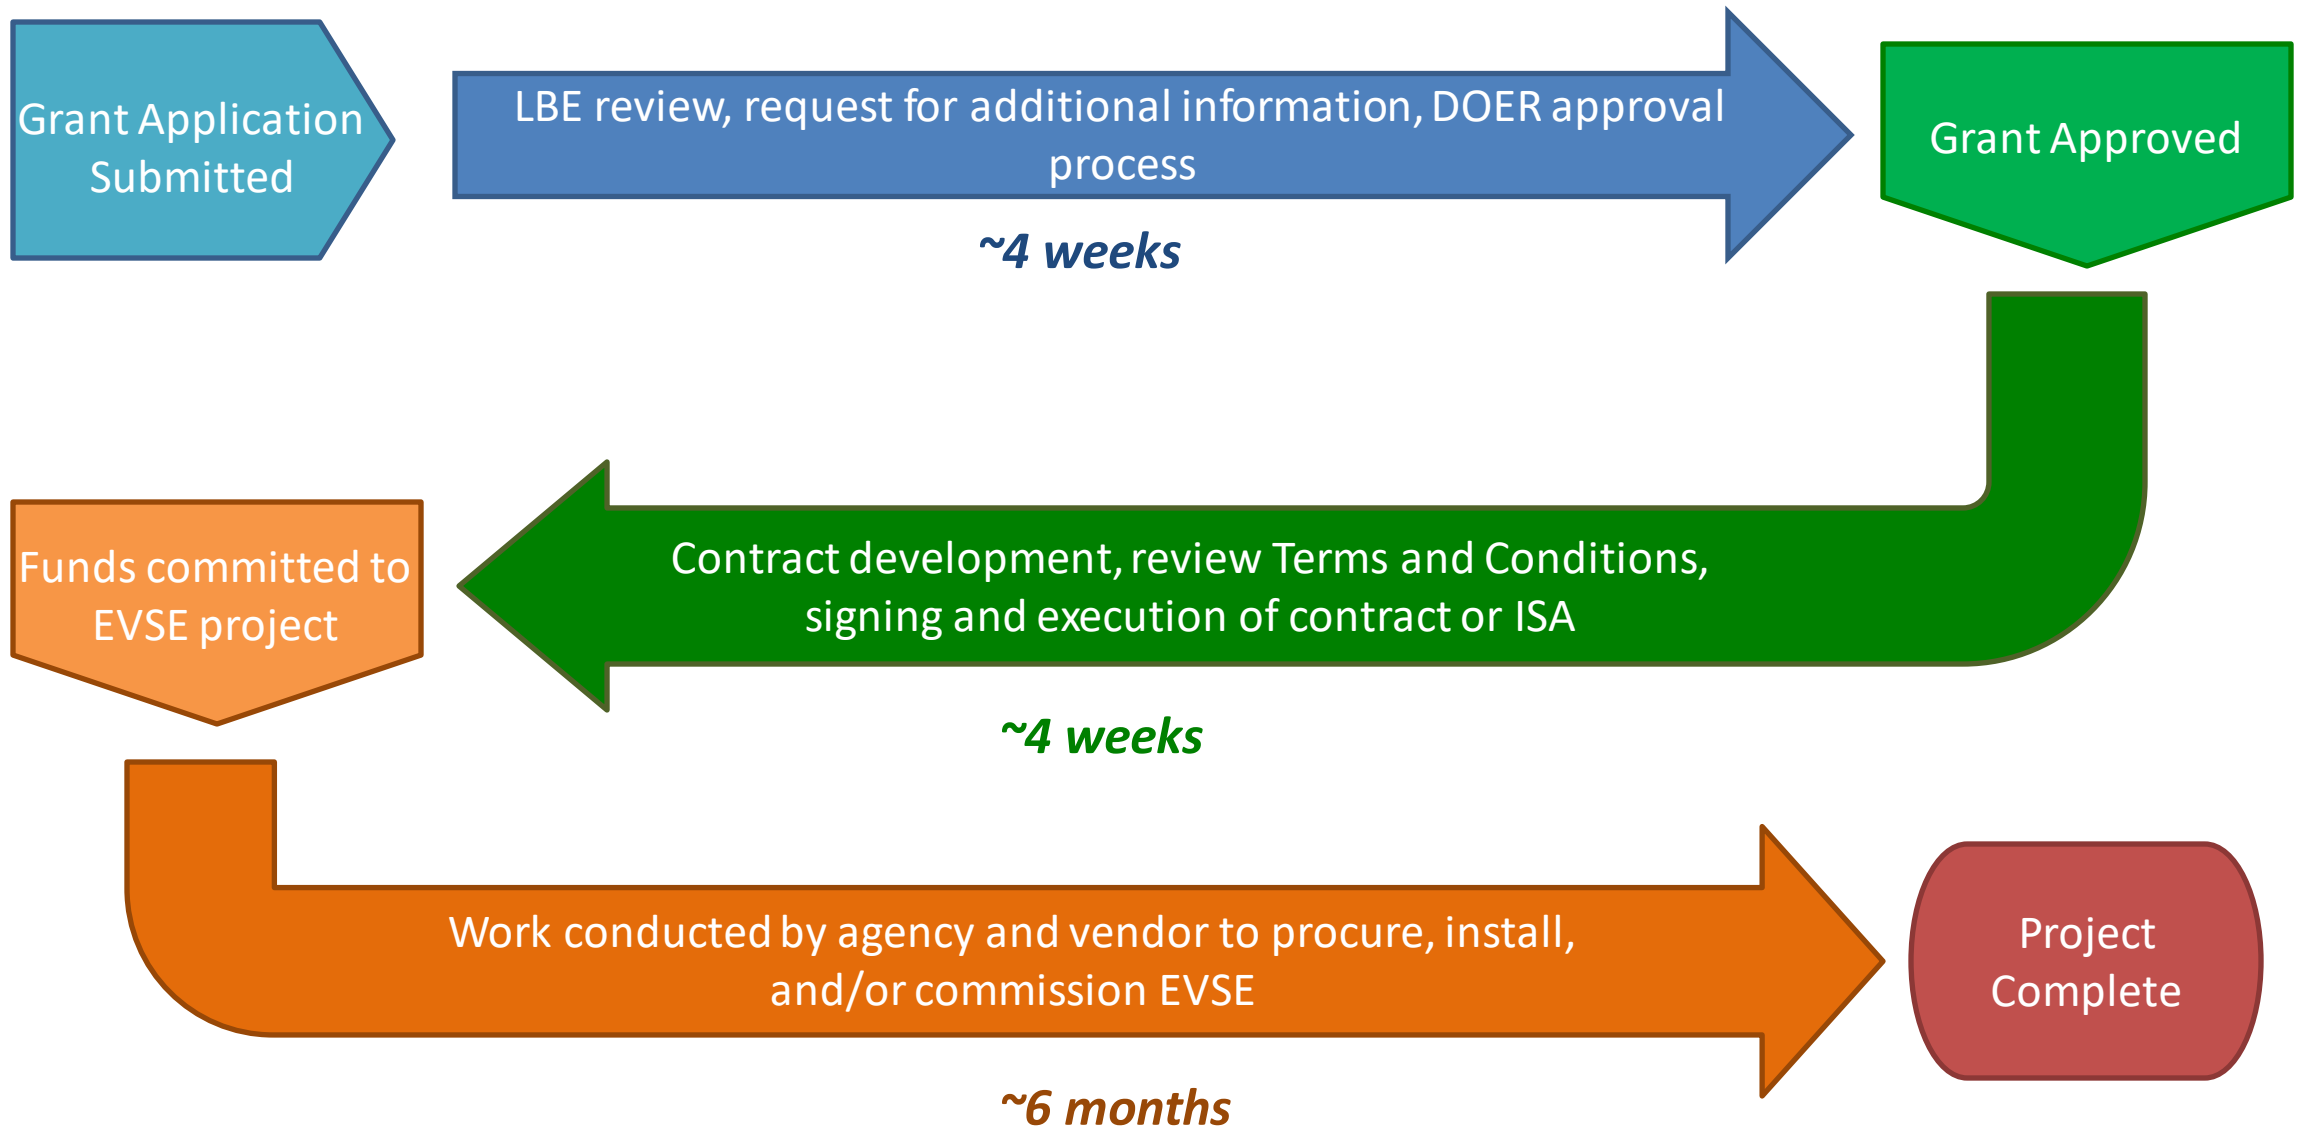 Grant Application
Submitted
LBE review, request for additional information, DOER approval
process
~4 weeks
Grant Approved
Contract development, review Terms and Conditions,
signing and execution of contract or ISA
~4 weeks
Funds committed to
EVSE project
Work conducted by agency and vendor to procure, install,
and/or commission EVSE
~6 months
Project
Complete